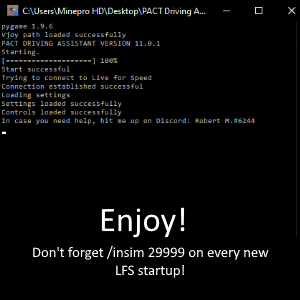 C:\Users\Minepro HD\Desktop\PACT Driving A...
pygame 1.9.6
Vjoy path loaded successfully
PACT DRIVING ASSISTANT VERSION 11.0.1
Starting.
[====================] 100%
Start successful
Trying to connect to Live for Speed
Connection established successful
Loading settings
Settings loaded successfully
Controls loaded successfully
In case you need help, hit me up on Discord: Robert M.#6244
Enjoy!
Don't forget /insim 29999 on every new
LFS startup!